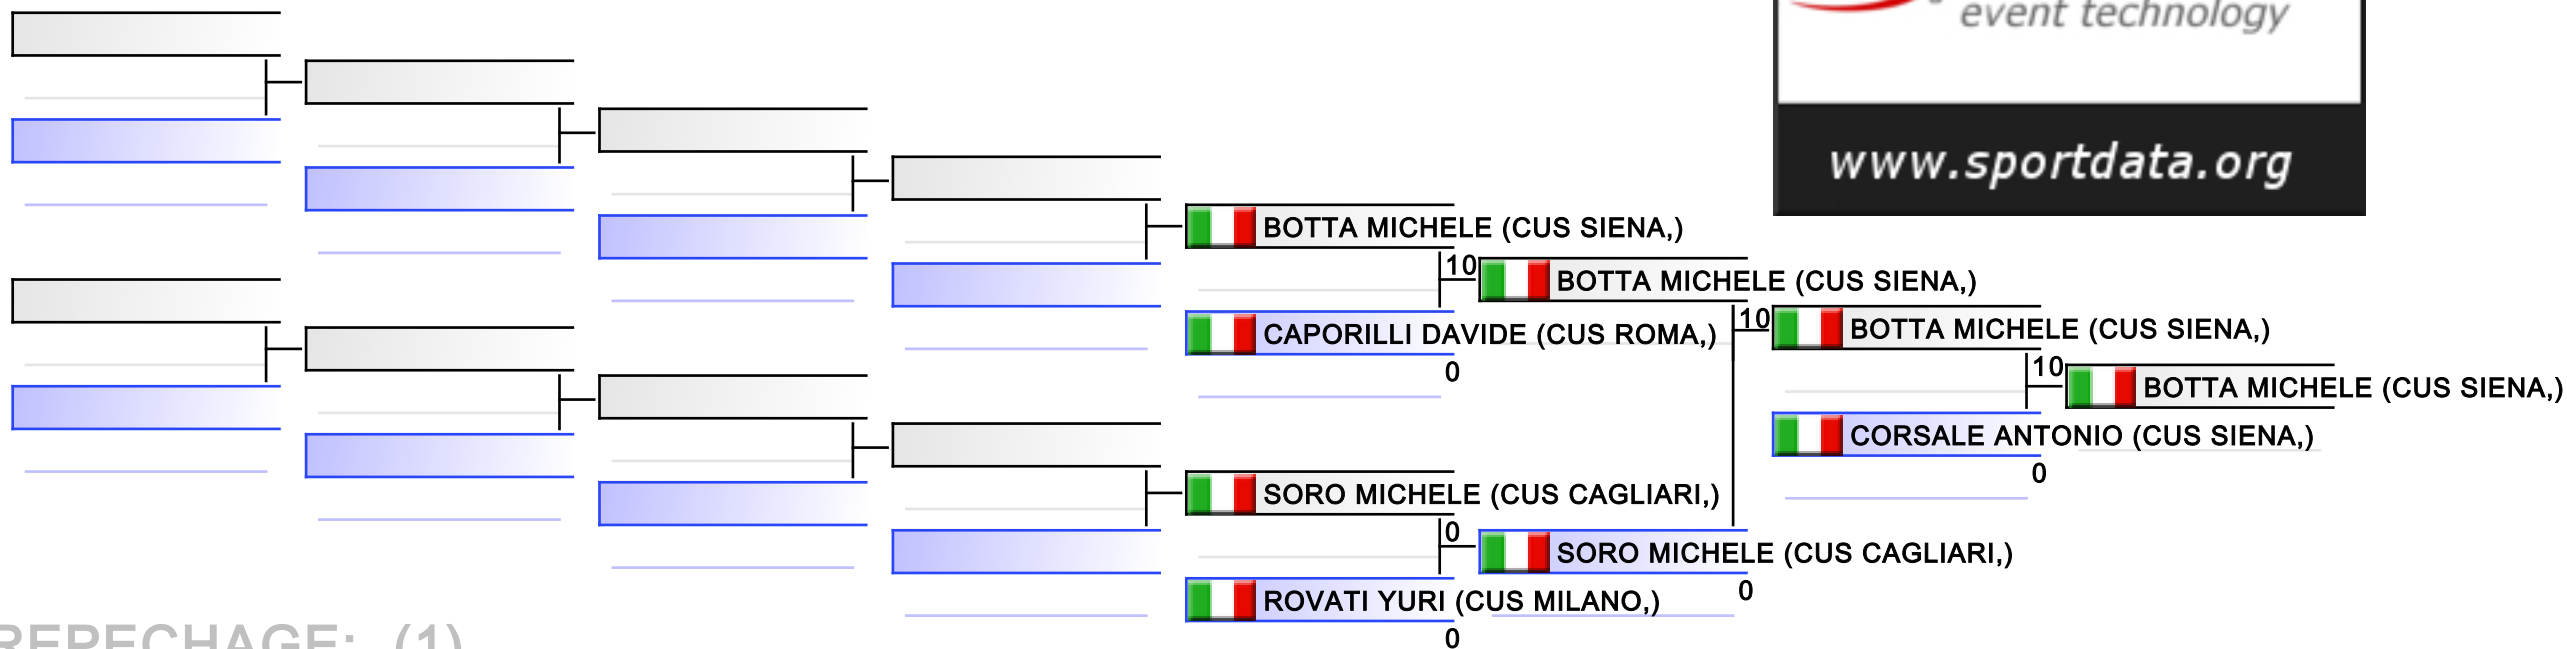 event technology
www.sportdata.org
BOTTA MICHELE (CUS SIENA,)
10
BOTTA MICHELE (CUS SIENA,)
CAPORILLI DAVIDE (CUS ROMA,)
0
10
BOTTA MICHELE (CUS SIENA,)
10
BOTTA MICHELE (CUS SIENA,)
CORSALE ANTONIO (CUS SIENA,)
0
SORO MICHELE (CUS CAGLIARI,)
0
SORO MICHELE (CUS CAGLIARI,)
0
ROVATI YURI (CUS MILANO,)
0
REPECHAGE: (1)